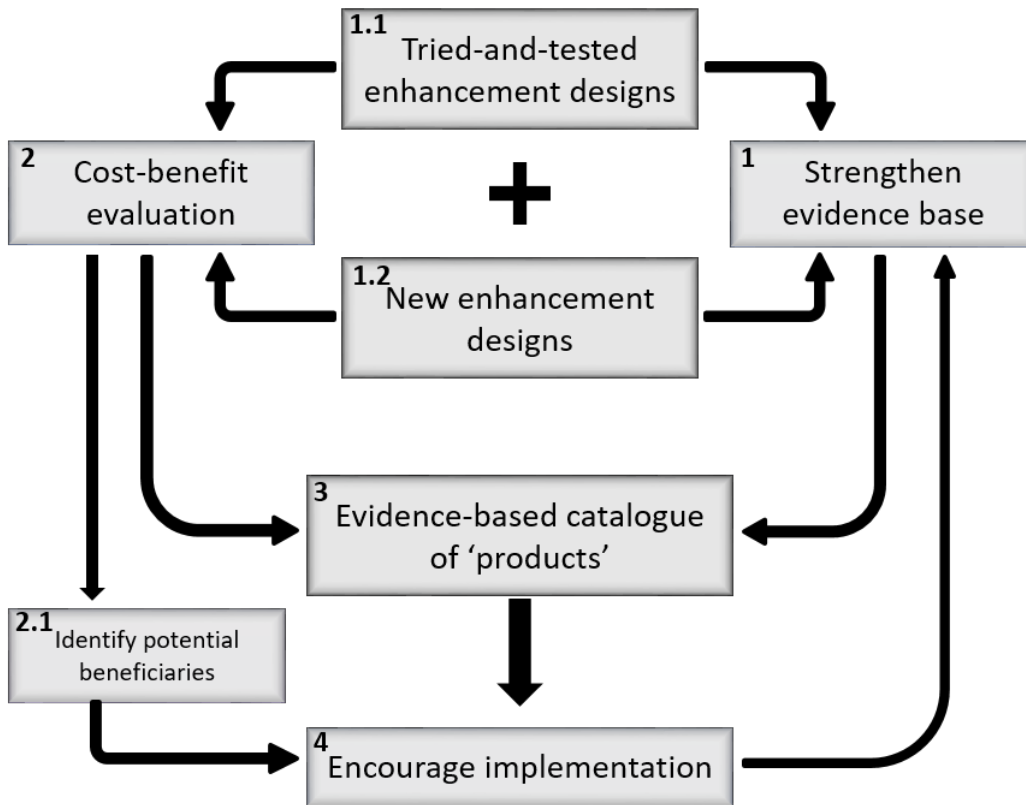 1.1
Tried-and-tested
enhancement designs
2
Cost-benefit
evaluation
1
Strengthen
evidence base
1.2
New enhancement
designs
3
Evidence-based catalogue
of ‘products’
2.1
Identify potential
beneficiaries
4
Encourage implementation